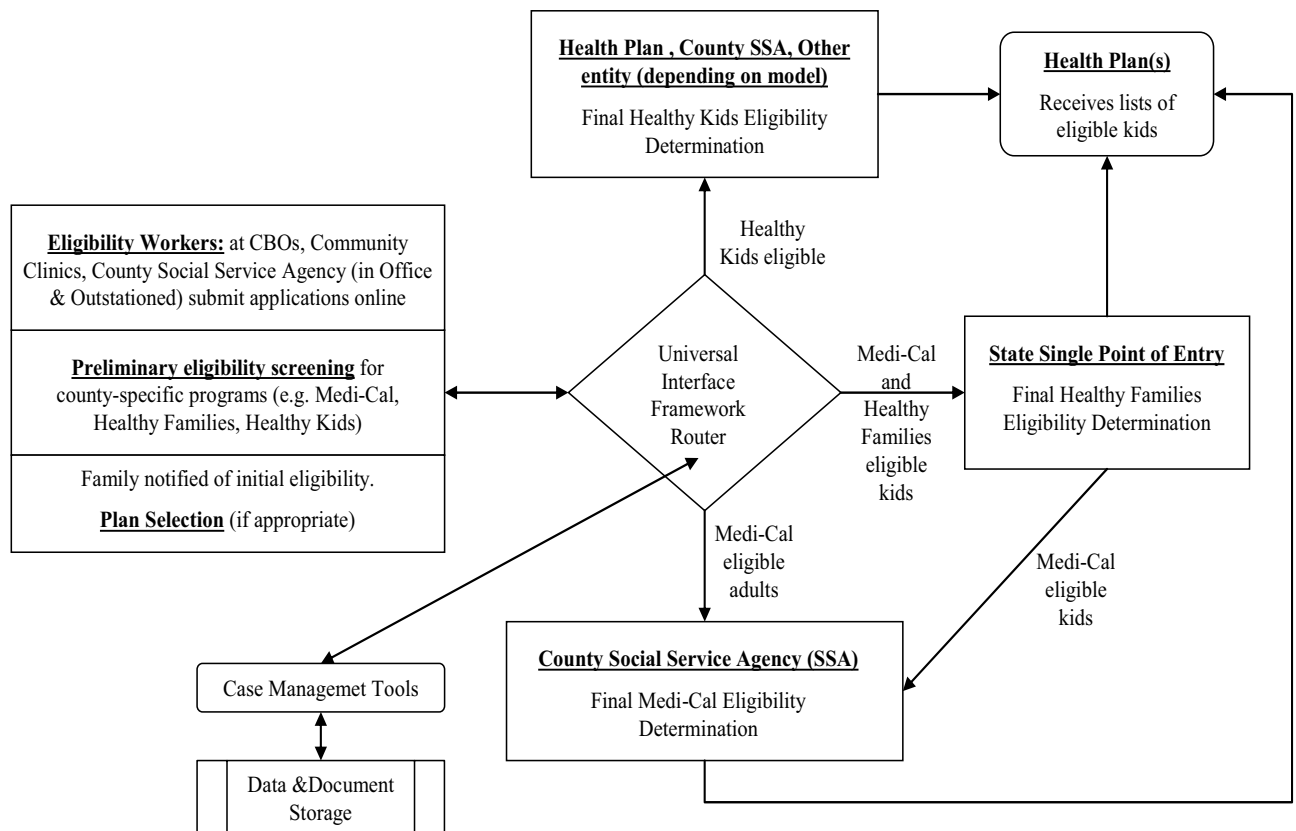 Health Plan , County SSA, Other
entity (depending on model)
Final Healthy Kids Eligibility
Determination
Health Plan(s)
Receives lists of
eligible kids
Eligibility Workers: at CBOs, Community
Clinics, County Social Service Agency (in Office
& Outstationed) submit applications online
Preliminary eligibility screening for
county-specific programs (e.g. Medi-Cal,
Healthy Families, Healthy Kids)
Family notified of initial eligibility.
Plan Selection (if appropriate)
Healthy
Kids eligible
Universal
Interface
Framework
Router
Medi-Cal
and
Healthy
Families
eligible
kids
State Single Point of Entry
Final Healthy Families
Eligibility Determination
Medi-Cal
eligible
adults
Medi-Cal
eligible
kids
County Social Service Agency (SSA)
Final Medi-Cal Eligibility
Determination
Case Managemet Tools
Data &Document
Storage